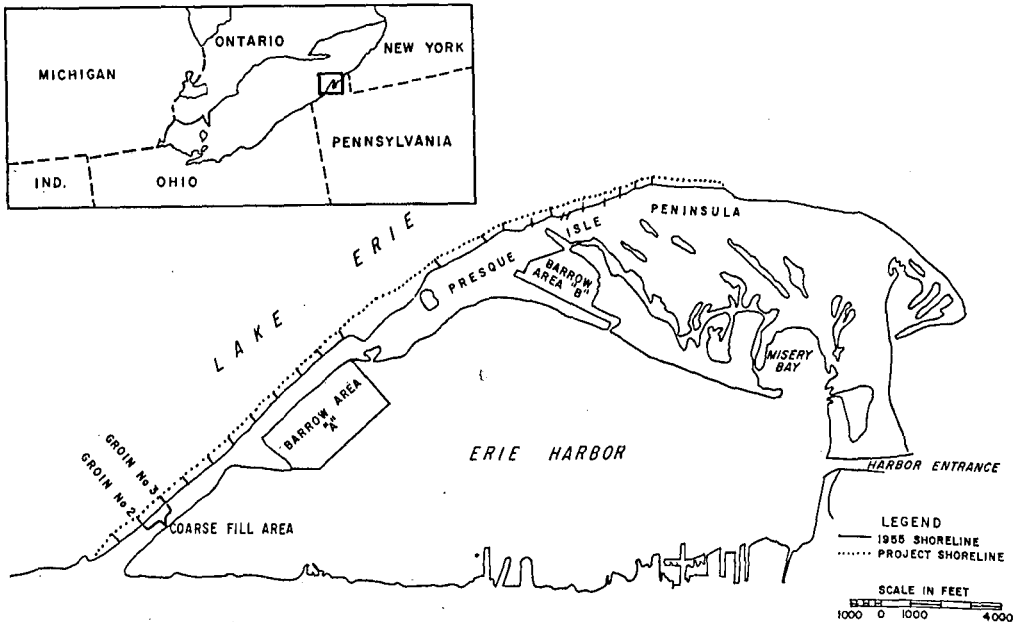 ONTARIO
NEW YORK
MICHIGAN
PENNSYLVANIA
IND.
OHIO
LAKE ERIE
PRESQUE ISLE PENINSULA
BARROW
AREA
"B"
MISERY
BAY
BARROW AREA
"A"
ERIE HARBOR
HARBOR ENTRANCE
GROIN No 3
GROIN No 2
COARSE FILL AREA
LEGEND
1955 SHORELINE
PROJECT SHORELINE
SCALE IN FEET
1000 0 1000 4000